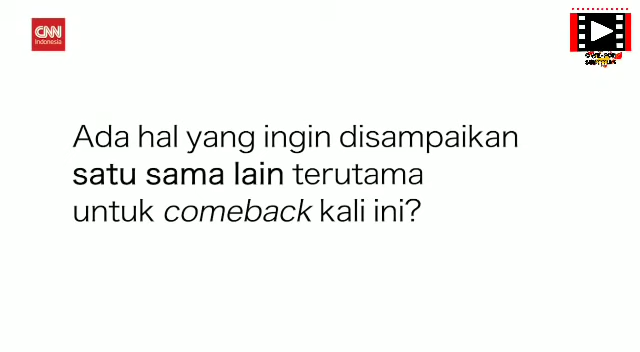 CNN
Indonesia
Ada hal yang ingin disampaikan
satu sama lain terutama
untuk comeback kali ini?